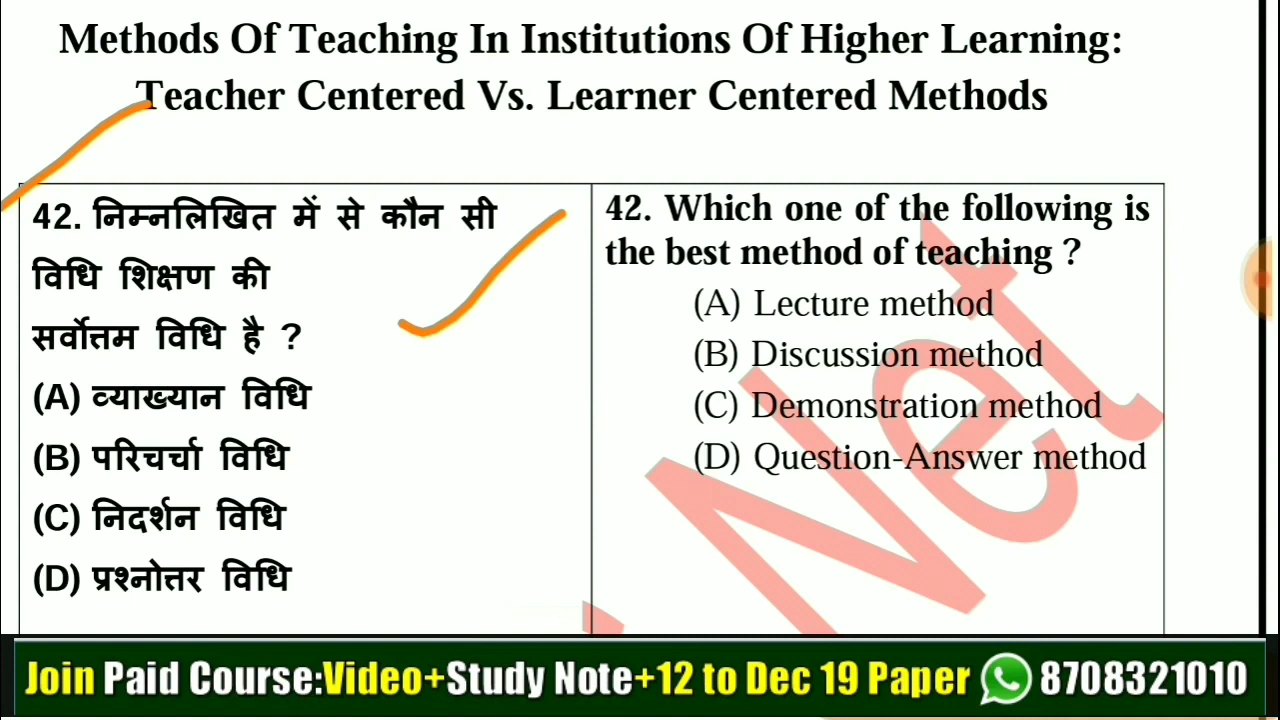 Methods Of Teaching In Institutions Of Higher Learning:
Teacher Centered Vs. Learner Centered Methods
42. निम्नलिखित में से कौन सी
विधि शिक्षण की
सर्वोत्तम विधि है ?
(A) व्याख्यान विधि
(B) परिचर्चा विधि
(C) निदर्शन विधि
(D) प्रश्नोत्तर विधि
42. Which one of the following is
the best method of teaching ?
(A) Lecture method
(B) Discussion method
(C) Demonstration method
(D) Question-Answer method
Net
Join Paid Course:Video+Study Note+12 to Dec 19 Paper 8708321010